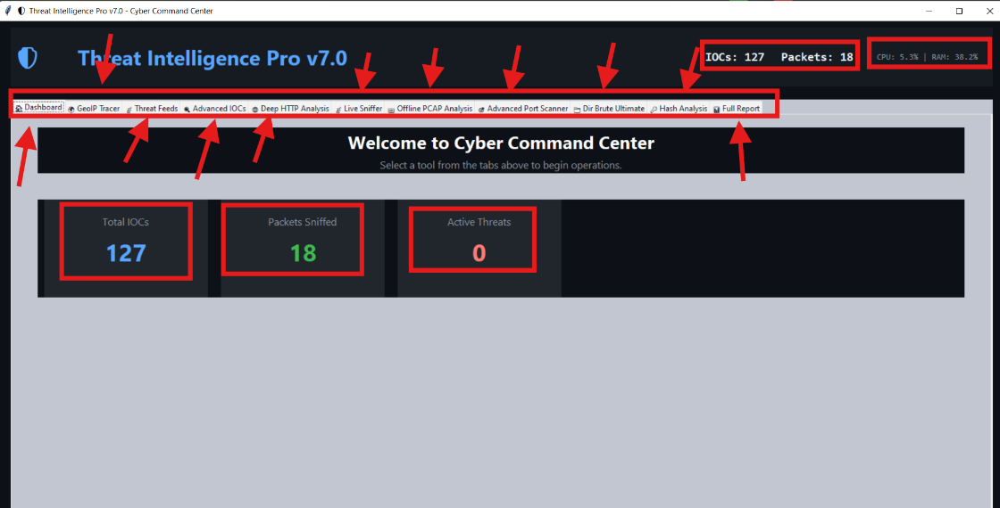 Threat Intelligence Pro v7.0 - Cyber Command Center
Threat Intelligence Pro v7.0
IOCs: 127 Packets: 18
CPU: 5.3% | RAM: 38.2%
Dashboard GeoIP Tracer Threat Feeds Advanced IOCs Deep HTTP Analysis Live Sniffer Offline PCAP Analysis Advanced Port Scanner Dir Brute Ultimate Hash Analysis Full Report
Welcome to Cyber Command Center
Select a tool from the tabs above to begin operations.
Total IOCs
127
Packets Sniffed
18
Active Threats
0